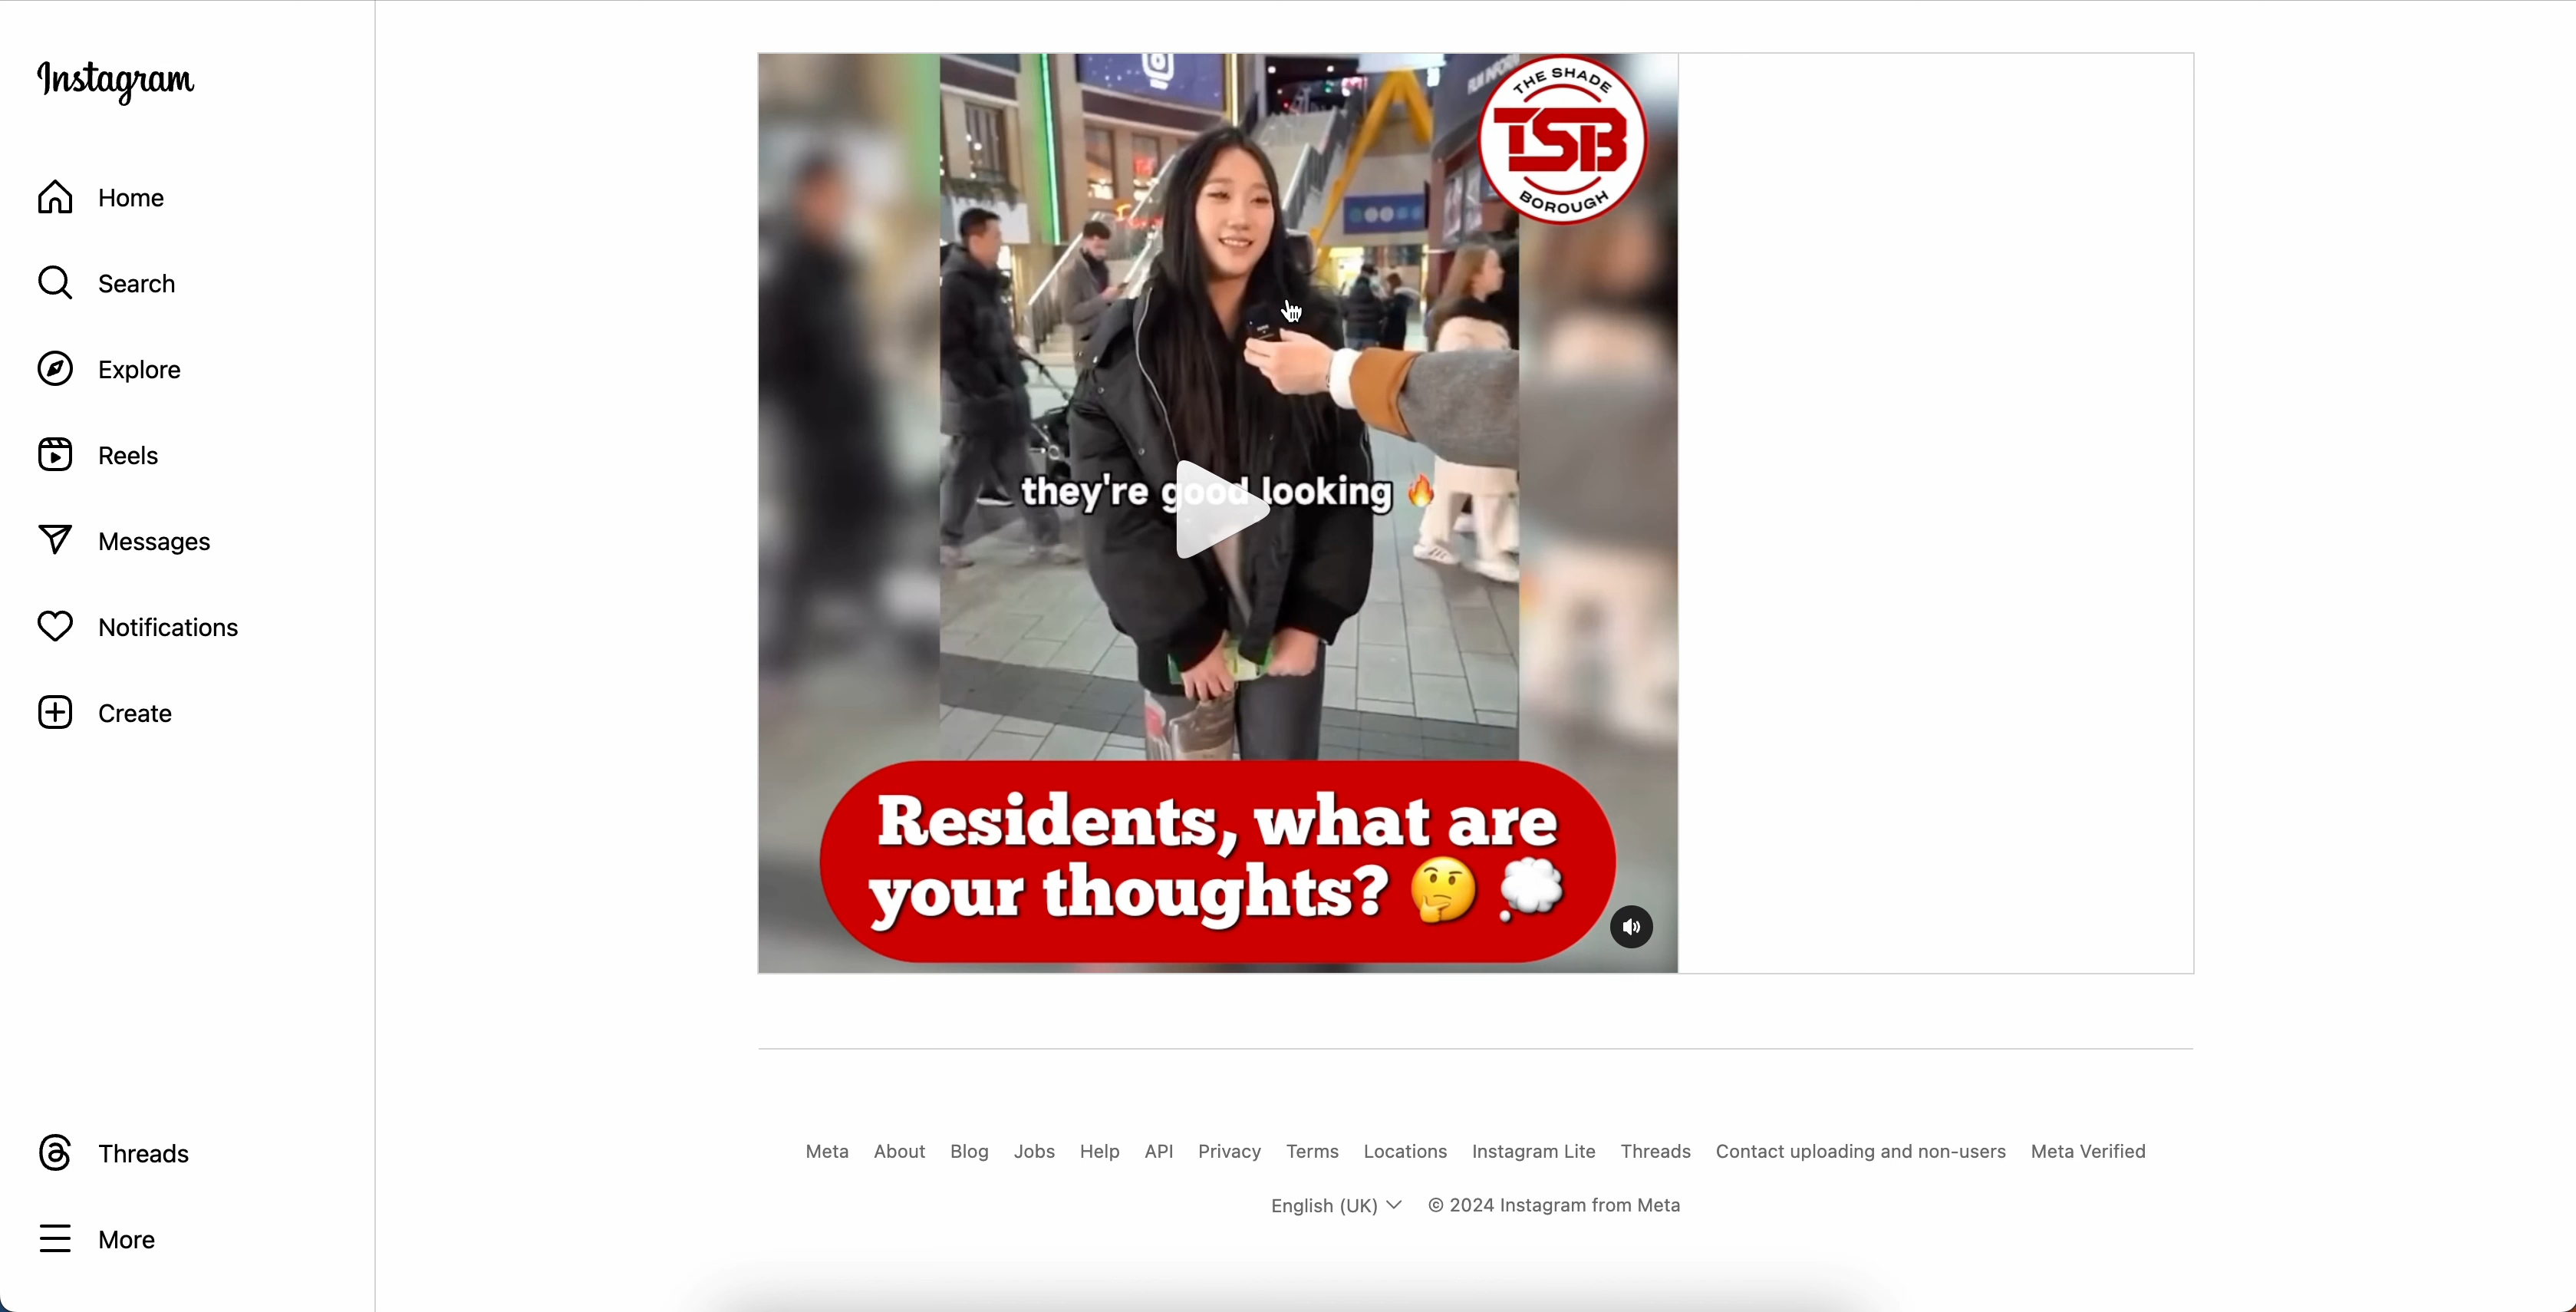 Instagram
Home
Search
Explore
Reels
Messages
Notifications
Create
Threads
More
THE SHADE
TSB
BOROUGH
they're good looking 🔥
Residents, what are
your thoughts? 🤔 💭
Meta About Blog Jobs Help API Privacy Terms Locations Instagram Lite Threads Contact uploading and non-users Meta Verified
English (UK) © 2024 Instagram from Meta